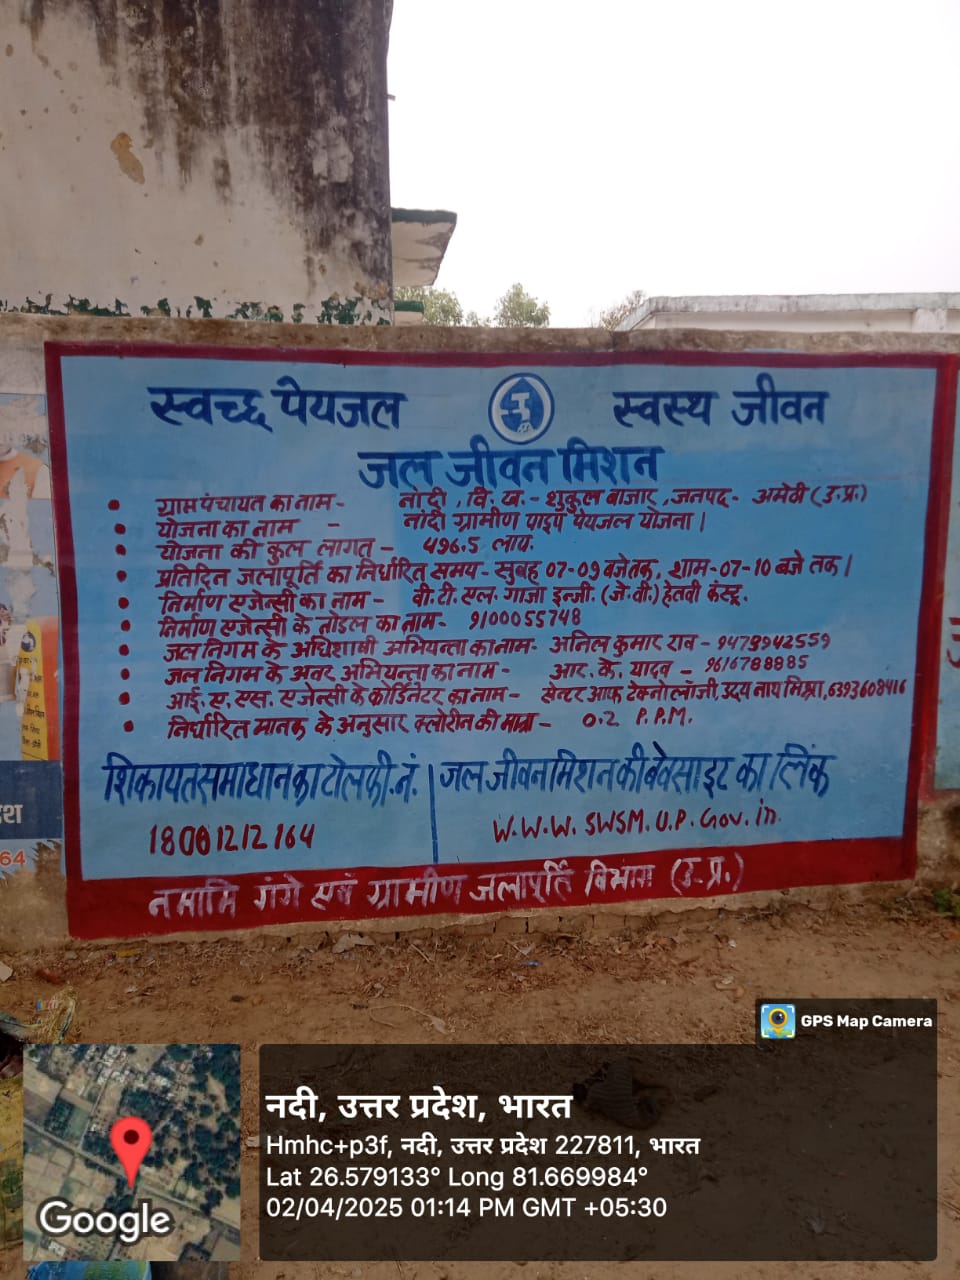 स्वच्छ पेयजल स्वस्थ जीवन
जल जीवन मिशन
ग्राम पंचायत का नाम- नांदी, वि. ख.- शुकुल बाजार, जनपद- अमेठी (उ.प्र.)
योजना का नाम - नांदी ग्रामीण पाइप पेयजल योजना।
योजना की कुल लागत - 496.5 लाख.
प्रतिदिन जलापूर्ति का निर्धारित समय - सुबह 07-09 बजे तक, शाम-07-10 बजे तक।
निर्माण एजेन्सी का नाम - बी.टी.एल. गाजा इन्जी. (जे.वी.) हेतवी कंस्ट्र.
निर्माण एजेन्सी के नोडल का नाम- 9100055748
जल निगम के अधिशाषी अभियन्ता का नाम- अनिल कुमार राव - 9473942559
जल निगम के अवर अभियन्ता का नाम - आर. के. यादव - 9616788885
आई. एस. एस. एजेन्सी के कोर्डिनेटर का नाम - सेन्टर आफ टेक्नोलॉजी, उदय नाथ मिश्रा, 6393608416
निर्धारित मानक के अनुसार क्लोरीन की मात्रा - 0.2 P.P.M.
शिकायत समाधान का टोल फ्री. नं. जल जीवन मिशन की वेबसाइट का लिंक
18001212164 W.W.W. SWSM. U.P. Gov. in.
नमामि गंगे एवं ग्रामीण जलापूर्ति विभाग (उ.प्र.)
64
GPS Map Camera
नदी, उत्तर प्रदेश, भारत
Hmhc+p3f, नदी, उत्तर प्रदेश 227811, भारत
Lat 26.579133° Long 81.669984°
02/04/2025 01:14 PM GMT +05:30
Google